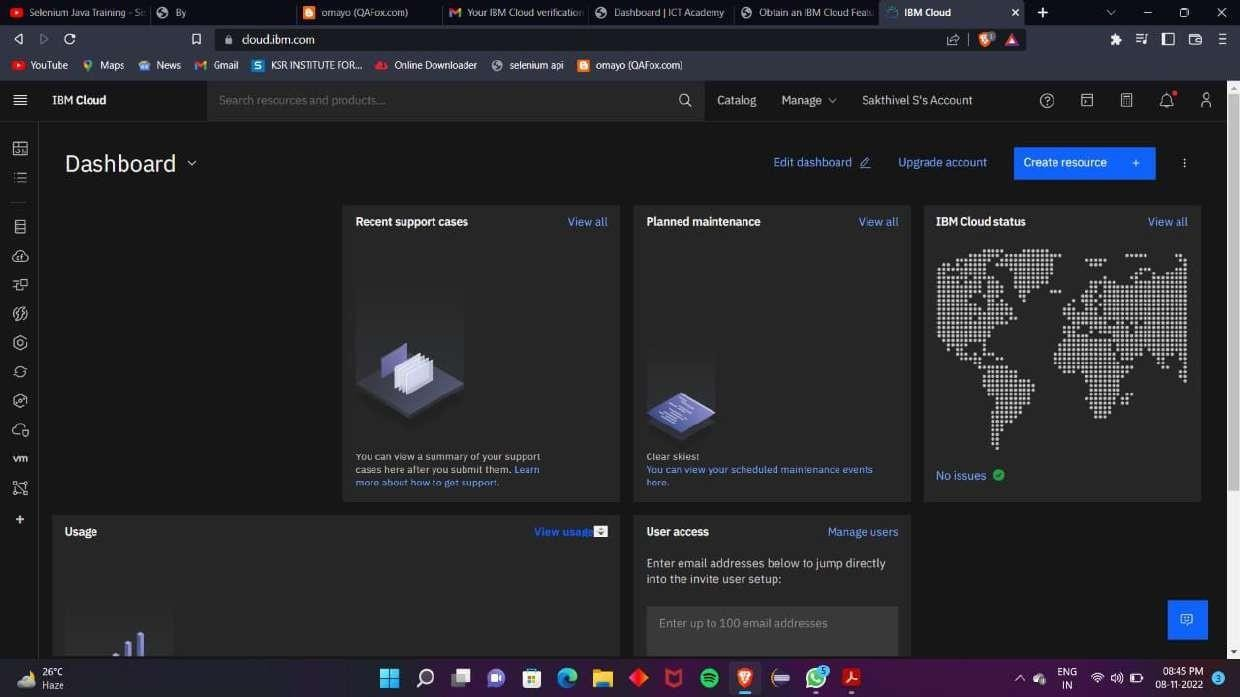 Selenium Java Training - Se
By
omayo (QAFox.com)
Your IBM Cloud verification
Dashboard | ICT Academy
Obtain an IBM Cloud Featu
IBM Cloud
cloud.ibm.com
YouTube
Maps
News
Gmail
KSR INSTITUTE FOR...
Online Downloader
selenium api
omayo (QAFox.com)
IBM Cloud
Search resources and products...
Catalog
Manage
Sakthivel S's Account
Dashboard
Edit dashboard
Upgrade account
Create resource +
Recent support cases
View all
You can view a summary of your support
cases here after you submit them. Learn
more about how to get support.
Planned maintenance
View all
Clear skiest
You can view your scheduled maintenance events
here.
IBM Cloud status
View all
No issues
vm
Usage
View usage
User access
Manage users
Enter email addresses below to jump directly
into the invite user setup:
Enter up to 100 email addresses
26°C
Haze
5
ENG
IN
08:45 PM
08-11-2022
3